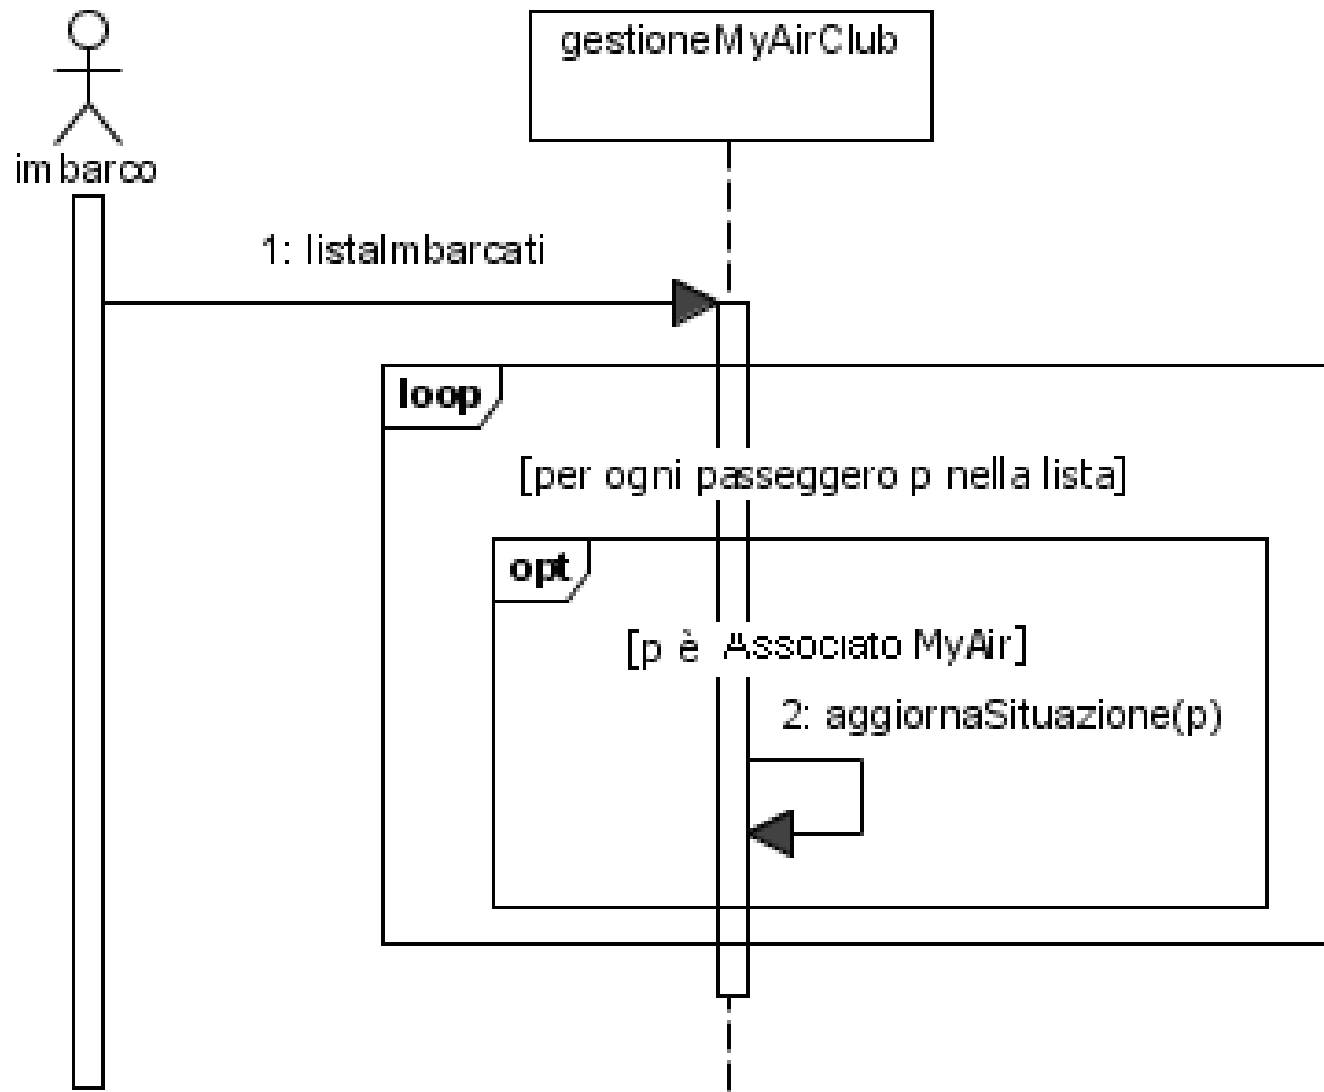 gestioneMyAirClub
imbarco
1: listaImbarcati
loop
[per ogni passeggero p nella lista]
opt
[p è Associato MyAir]
2: aggiornaSituazione(p)